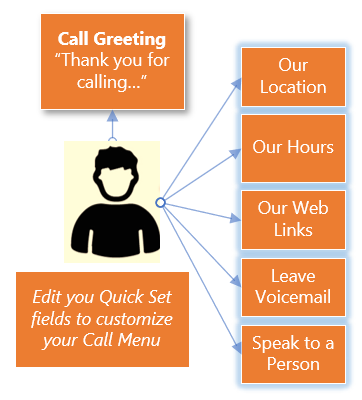 Call Greeting
“Thank you for
calling...”
Our
Location
Our Hours
Our Web
Links
Leave
Voicemail
Speak to a
Person
Edit you Quick Set
fields to customize
your Call Menu